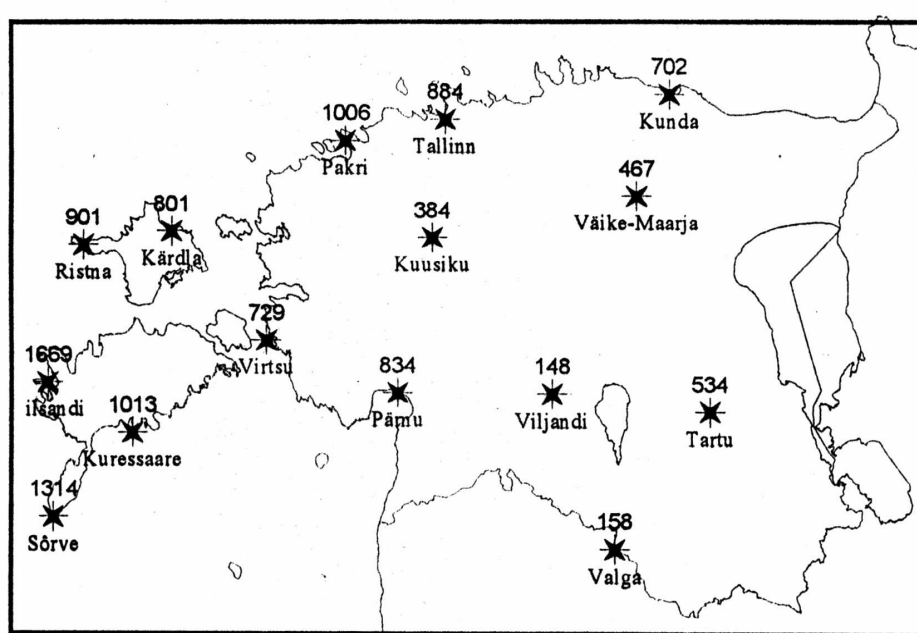 702
Kunda
884
Tallinn
1006
Pakri
467
Väike-Maarja
801
Kärdla
901
Ristna
384
Kuusiku
729
Virtsu
1669
ilsandi
834
Pärnu
148
Viljandi
534
Tartu
1013
Kuressaare
1314
Sõrve
158
Valga